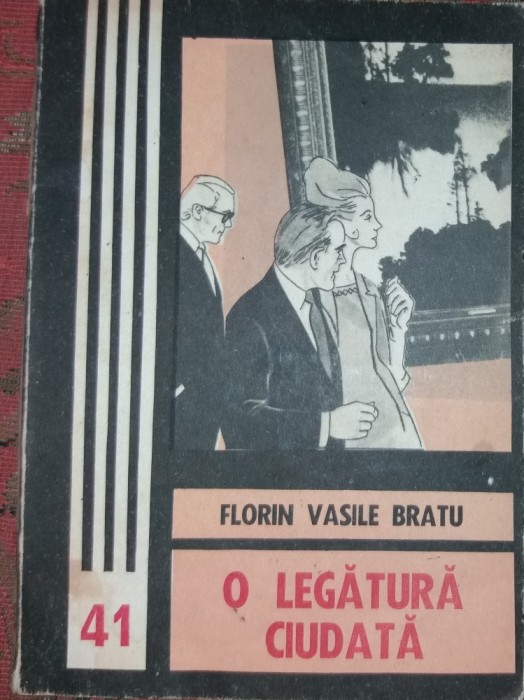 FLORIN VASILE BRATU
O LEGĂTURĂ
CIUDATĂ
41